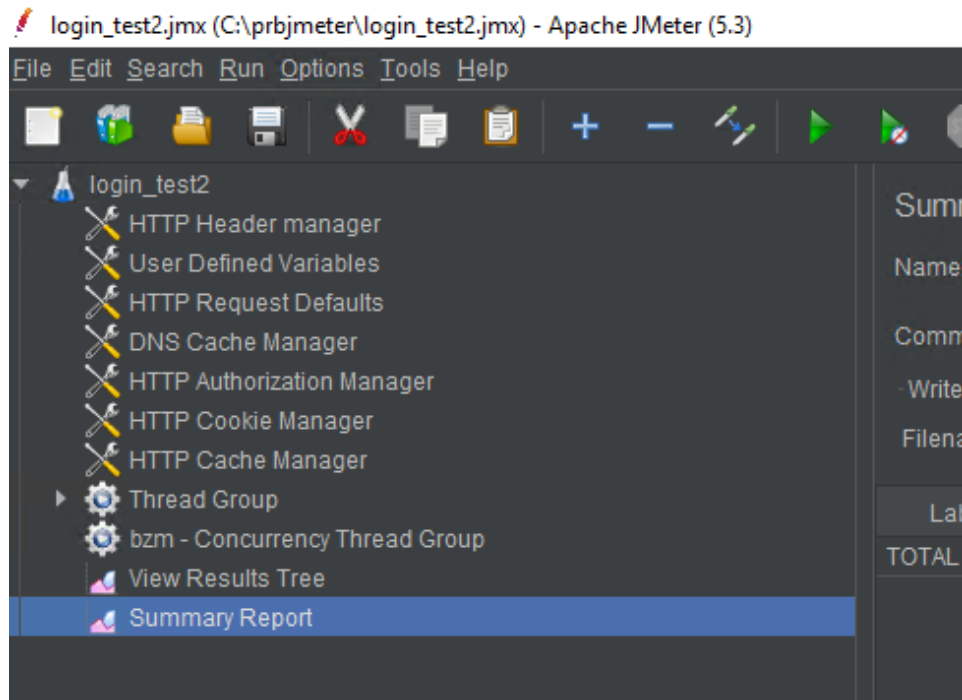 login_test2.jmx (C:\prbjmeter\login_test2.jmx) - Apache JMeter (5.3)
File Edit Search Run Options Tools Help
login_test2
HTTP Header manager
User Defined Variables
HTTP Request Defaults
DNS Cache Manager
HTTP Authorization Manager
HTTP Cookie Manager
HTTP Cache Manager
Thread Group
bzm - Concurrency Thread Group
View Results Tree
Summary Report
Name
Write
TOTAL